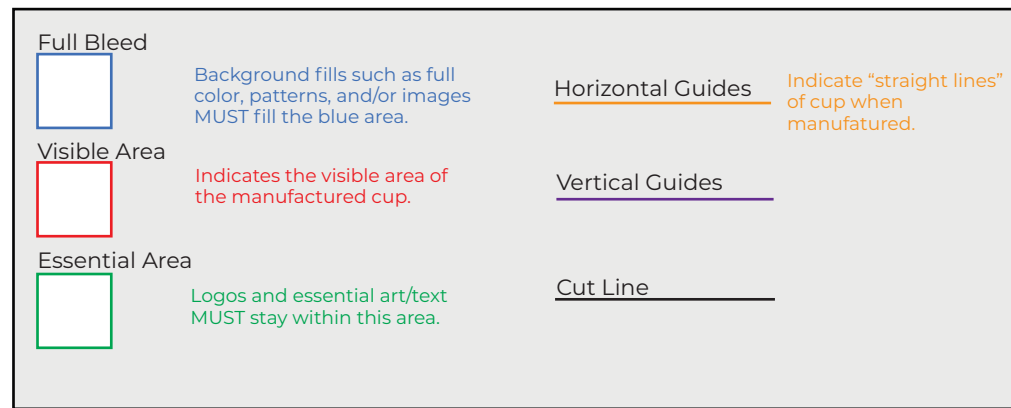 Full Bleed
Background fills such as full
color, patterns, and/or images
MUST fill the blue area.
Visible Area
Indicates the visible area of
the manufactured cup.
Essential Area
Logos and essential art/text
MUST stay within this area.
Horizontal Guides
Indicate “straight lines”
of cup when
manufatured.
Vertical Guides
Cut Line